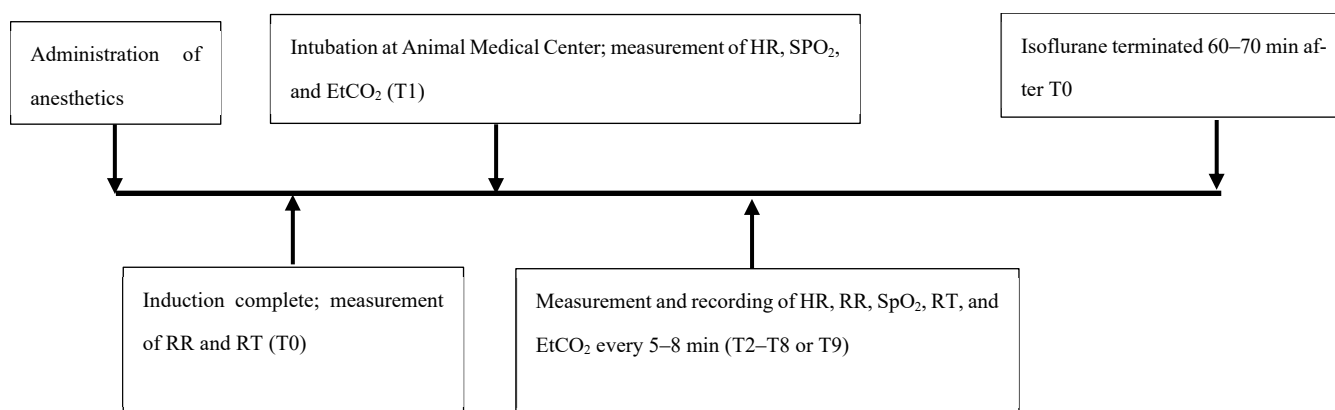 Administration of
anesthetics
Intubation at Animal Medical Center; measurement of HR, SPO₂,
and EtCO₂ (T1)
Isoflurane terminated 60–70 min af-
ter T0
Induction complete; measurement
of RR and RT (T0)
Measurement and recording of HR, RR, SpO₂, RT, and
EtCO₂ every 5–8 min (T2–T8 or T9)